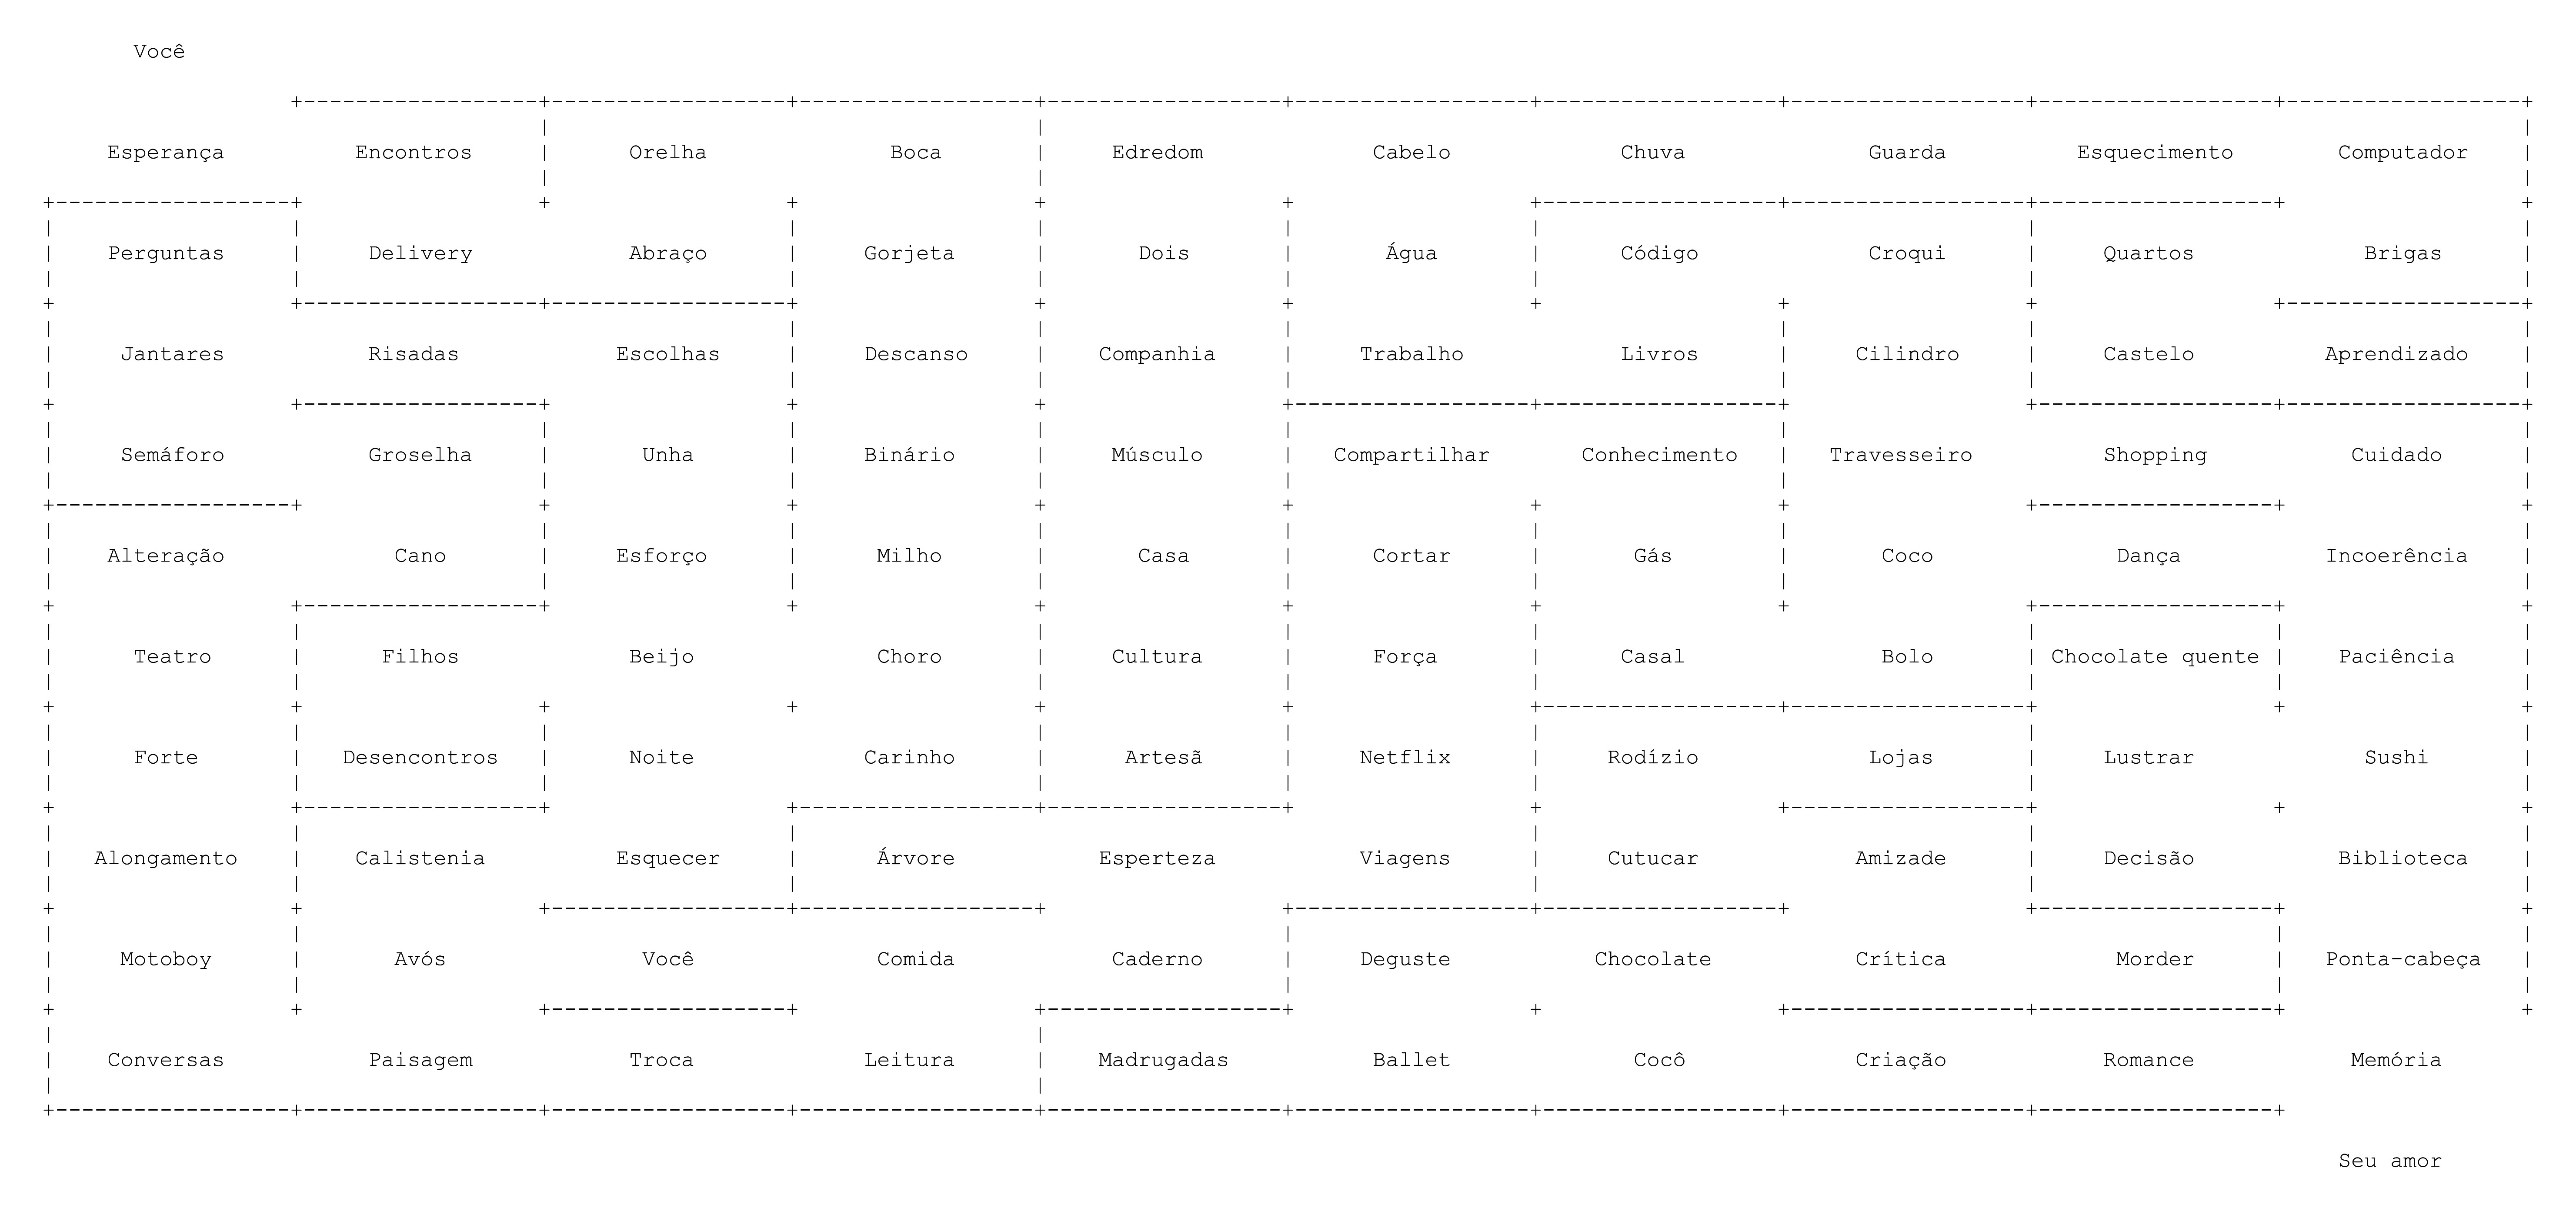 Você
Esperança Encontros Orelha Boca Edredom Cabelo Chuva Guarda Esquecimento Computador
Perguntas Delivery Abraço Gorjeta Dois Água Código Croqui Quartos Brigas
Jantares Risadas Escolhas Descanso Companhia Trabalho Livros Cilindro Castelo Aprendizado
Semáforo Groselha Unha Binário Músculo Compartilhar Conhecimento Travesseiro Shopping Cuidado
Alteração Cano Esforço Milho Casa Cortar Gás Coco Dança Incoerência
Teatro Filhos Beijo Choro Cultura Força Casal Bolo Chocolate quente Paciência
Forte Desencontros Noite Carinho Artesã Netflix Rodízio Lojas Lustrar Sushi
Alongamento Calistenia Esquecer Árvore Esperteza Viagens Cutucar Amizade Decisão Biblioteca
Motoboy Avós Você Comida Caderno Deguste Chocolate Crítica Morder Ponta-cabeça
Conversas Paisagem Troca Leitura Madrugadas Ballet Cocô Criação Romance Memória
Seu amor